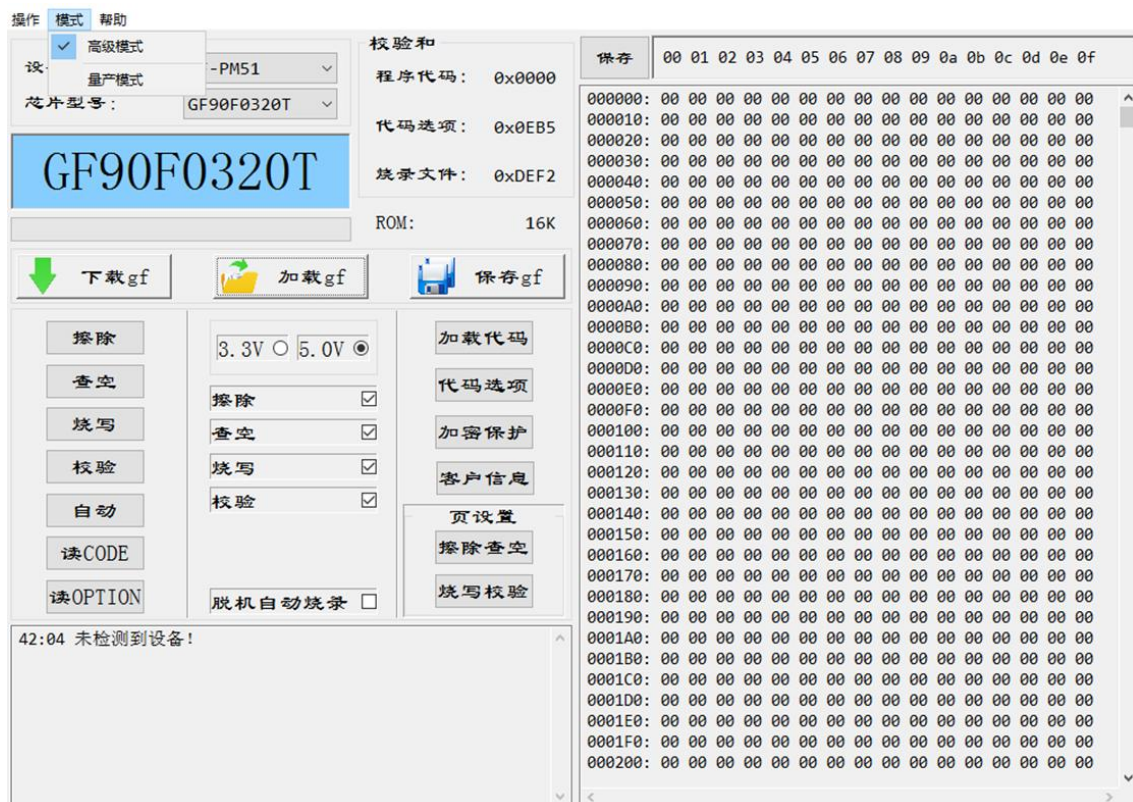 操作 模式 帮助
高级模式
量产模式
设
-PM51
芯片型号: GF90F0320T
GF90F0320T
校验和
程序代码: 0x0000
代码选项: 0x0EB5
烧录文件: 0xDEF2
ROM: 16K
下载gf 加载gf 保存gf
擦除
查空
烧写
校验
自动
读CODE
读OPTION
3.3V 5.0V
擦除
查空
烧写
校验
脱机自动烧录
加载代码
代码选项
加密保护
客户信息
页设置
擦除查空
烧写校验
42:04 未检测到设备!
保存 00 01 02 03 04 05 06 07 08 09 0a 0b 0c 0d 0e 0f
000000: 00 00 00 00 00 00 00 00 00 00 00 00 00 00 00 00
000010: 00 00 00 00 00 00 00 00 00 00 00 00 00 00 00 00
000020: 00 00 00 00 00 00 00 00 00 00 00 00 00 00 00 00
000030: 00 00 00 00 00 00 00 00 00 00 00 00 00 00 00 00
000040: 00 00 00 00 00 00 00 00 00 00 00 00 00 00 00 00
000050: 00 00 00 00 00 00 00 00 00 00 00 00 00 00 00 00
000060: 00 00 00 00 00 00 00 00 00 00 00 00 00 00 00 00
000070: 00 00 00 00 00 00 00 00 00 00 00 00 00 00 00 00
000080: 00 00 00 00 00 00 00 00 00 00 00 00 00 00 00 00
000090: 00 00 00 00 00 00 00 00 00 00 00 00 00 00 00 00
0000A0: 00 00 00 00 00 00 00 00 00 00 00 00 00 00 00 00
0000B0: 00 00 00 00 00 00 00 00 00 00 00 00 00 00 00 00
0000C0: 00 00 00 00 00 00 00 00 00 00 00 00 00 00 00 00
0000D0: 00 00 00 00 00 00 00 00 00 00 00 00 00 00 00 00
0000E0: 00 00 00 00 00 00 00 00 00 00 00 00 00 00 00 00
0000F0: 00 00 00 00 00 00 00 00 00 00 00 00 00 00 00 00
000100: 00 00 00 00 00 00 00 00 00 00 00 00 00 00 00 00
000110: 00 00 00 00 00 00 00 00 00 00 00 00 00 00 00 00
000120: 00 00 00 00 00 00 00 00 00 00 00 00 00 00 00 00
000130: 00 00 00 00 00 00 00 00 00 00 00 00 00 00 00 00
000140: 00 00 00 00 00 00 00 00 00 00 00 00 00 00 00 00
000150: 00 00 00 00 00 00 00 00 00 00 00 00 00 00 00 00
000160: 00 00 00 00 00 00 00 00 00 00 00 00 00 00 00 00
000170: 00 00 00 00 00 00 00 00 00 00 00 00 00 00 00 00
000180: 00 00 00 00 00 00 00 00 00 00 00 00 00 00 00 00
000190: 00 00 00 00 00 00 00 00 00 00 00 00 00 00 00 00
0001A0: 00 00 00 00 00 00 00 00 00 00 00 00 00 00 00 00
0001B0: 00 00 00 00 00 00 00 00 00 00 00 00 00 00 00 00
0001C0: 00 00 00 00 00 00 00 00 00 00 00 00 00 00 00 00
0001D0: 00 00 00 00 00 00 00 00 00 00 00 00 00 00 00 00
0001E0: 00 00 00 00 00 00 00 00 00 00 00 00 00 00 00 00
0001F0: 00 00 00 00 00 00 00 00 00 00 00 00 00 00 00 00
000200: 00 00 00 00 00 00 00 00 00 00 00 00 00 00 00 00